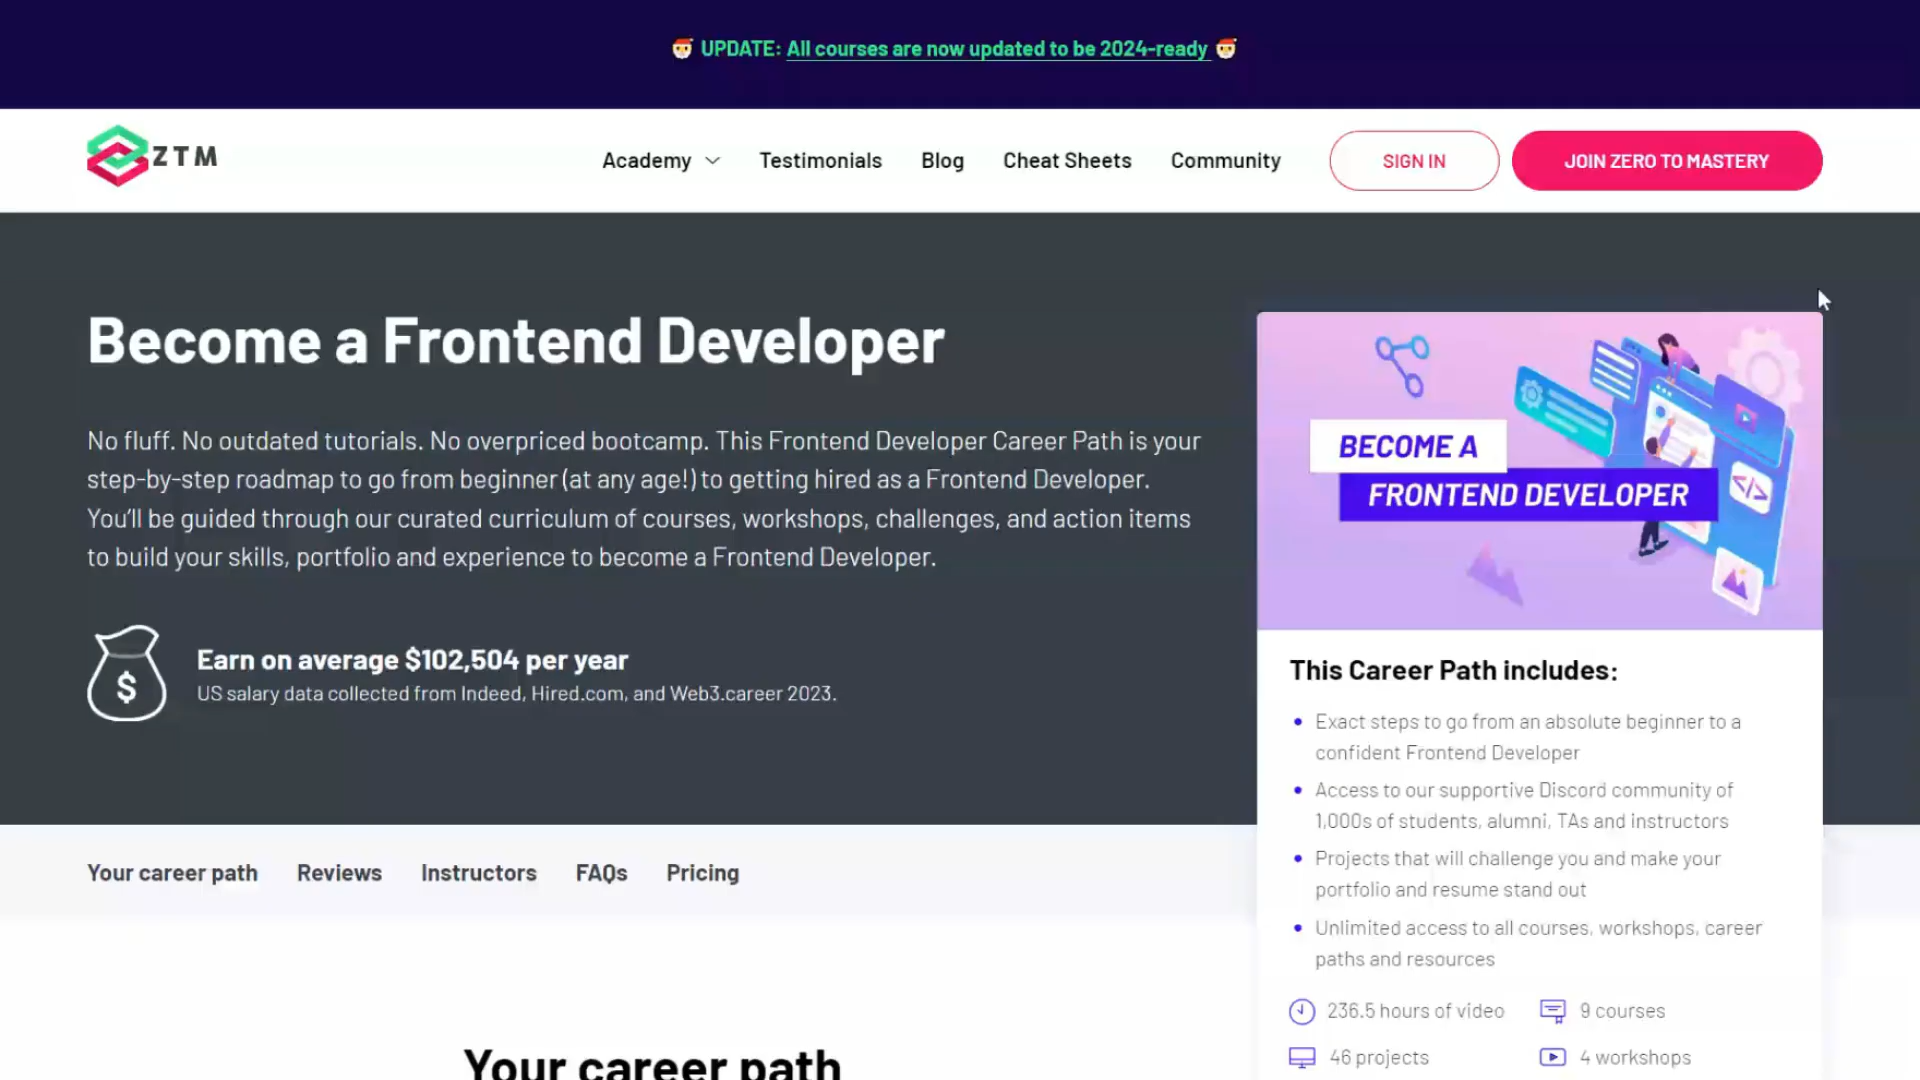 UPDATE: All courses are now updated to be 2024-ready
ZTM
Academy Testimonials Blog Cheat Sheets Community SIGN IN JOIN ZERO TO MASTERY
Become a Frontend Developer
No fluff. No outdated tutorials. No overpriced bootcamp. This Frontend Developer Career Path is your
step-by-step roadmap to go from beginner (at any age!) to getting hired as a Frontend Developer.
You'll be guided through our curated curriculum of courses, workshops, challenges, and action items
to build your skills, portfolio and experience to become a Frontend Developer.
$
Earn on average $102,504 per year
US salary data collected from Indeed, Hired.com, and Web3.career 2023.
BECOME A
FRONTEND DEVELOPER
</>
This Career Path includes:
• Exact steps to go from an absolute beginner to a
confident Frontend Developer
• Access to our supportive Discord community of
1,000s of students, alumni, TAs and instructors
• Projects that will challenge you and make your
portfolio and resume stand out
• Unlimited access to all courses, workshops, career
paths and resources
236.5 hours of video 9 courses
46 projects 4 workshops
Your career path Reviews Instructors FAQs Pricing
Your career path